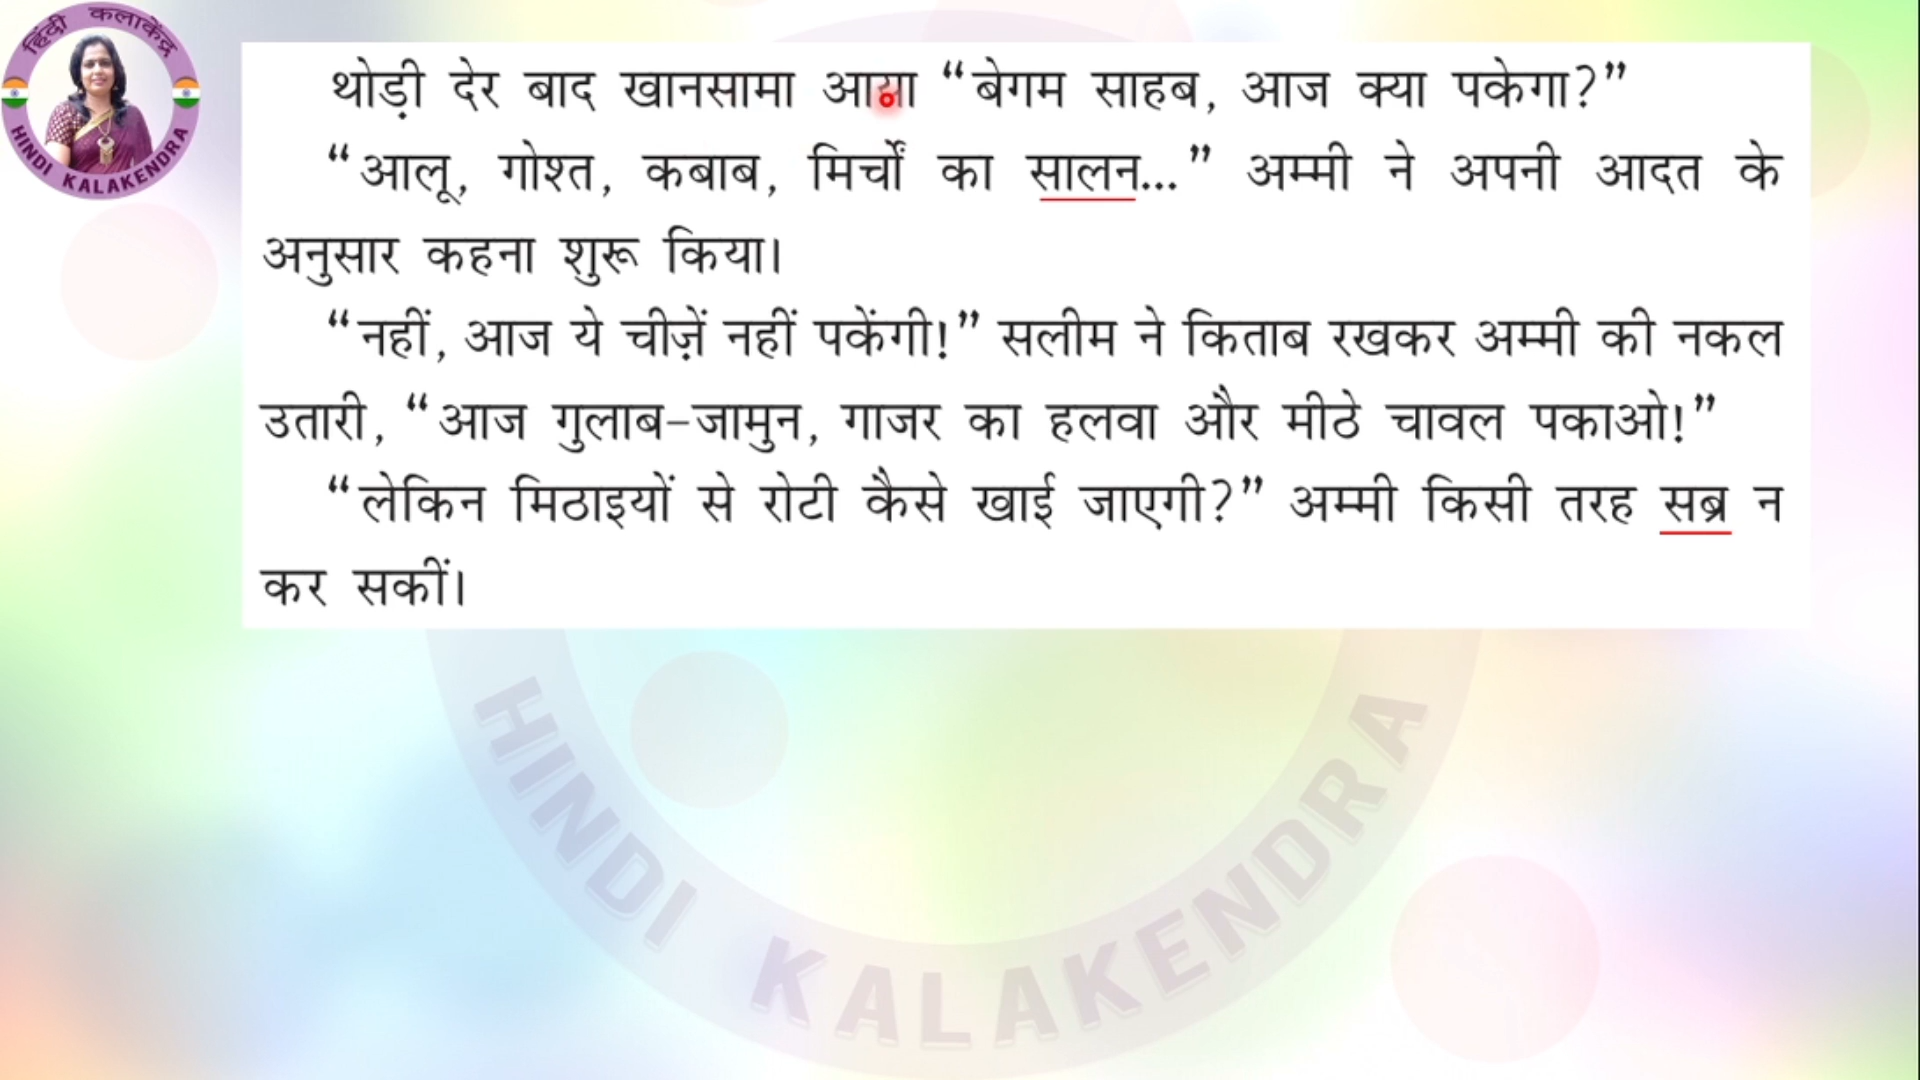 हिंदी कलाकेंद्र
HINDI KALAKENDRA
थोड़ी देर बाद खानसामा आया “बेगम साहब, आज क्या पकेगा?”
“आलू, गोश्त, कबाब, मिर्चों का सालन...” अम्मी ने अपनी आदत के
अनुसार कहना शुरू किया।
“नहीं, आज ये चीज़ें नहीं पकेंगी!” सलीम ने किताब रखकर अम्मी की नकल
उतारी, “आज गुलाब-जामुन, गाजर का हलवा और मीठे चावल पकाओ!”
“लेकिन मिठाइयों से रोटी कैसे खाई जाएगी?” अम्मी किसी तरह सब्र न
कर सकीं।
HINDI KALAKENDRA